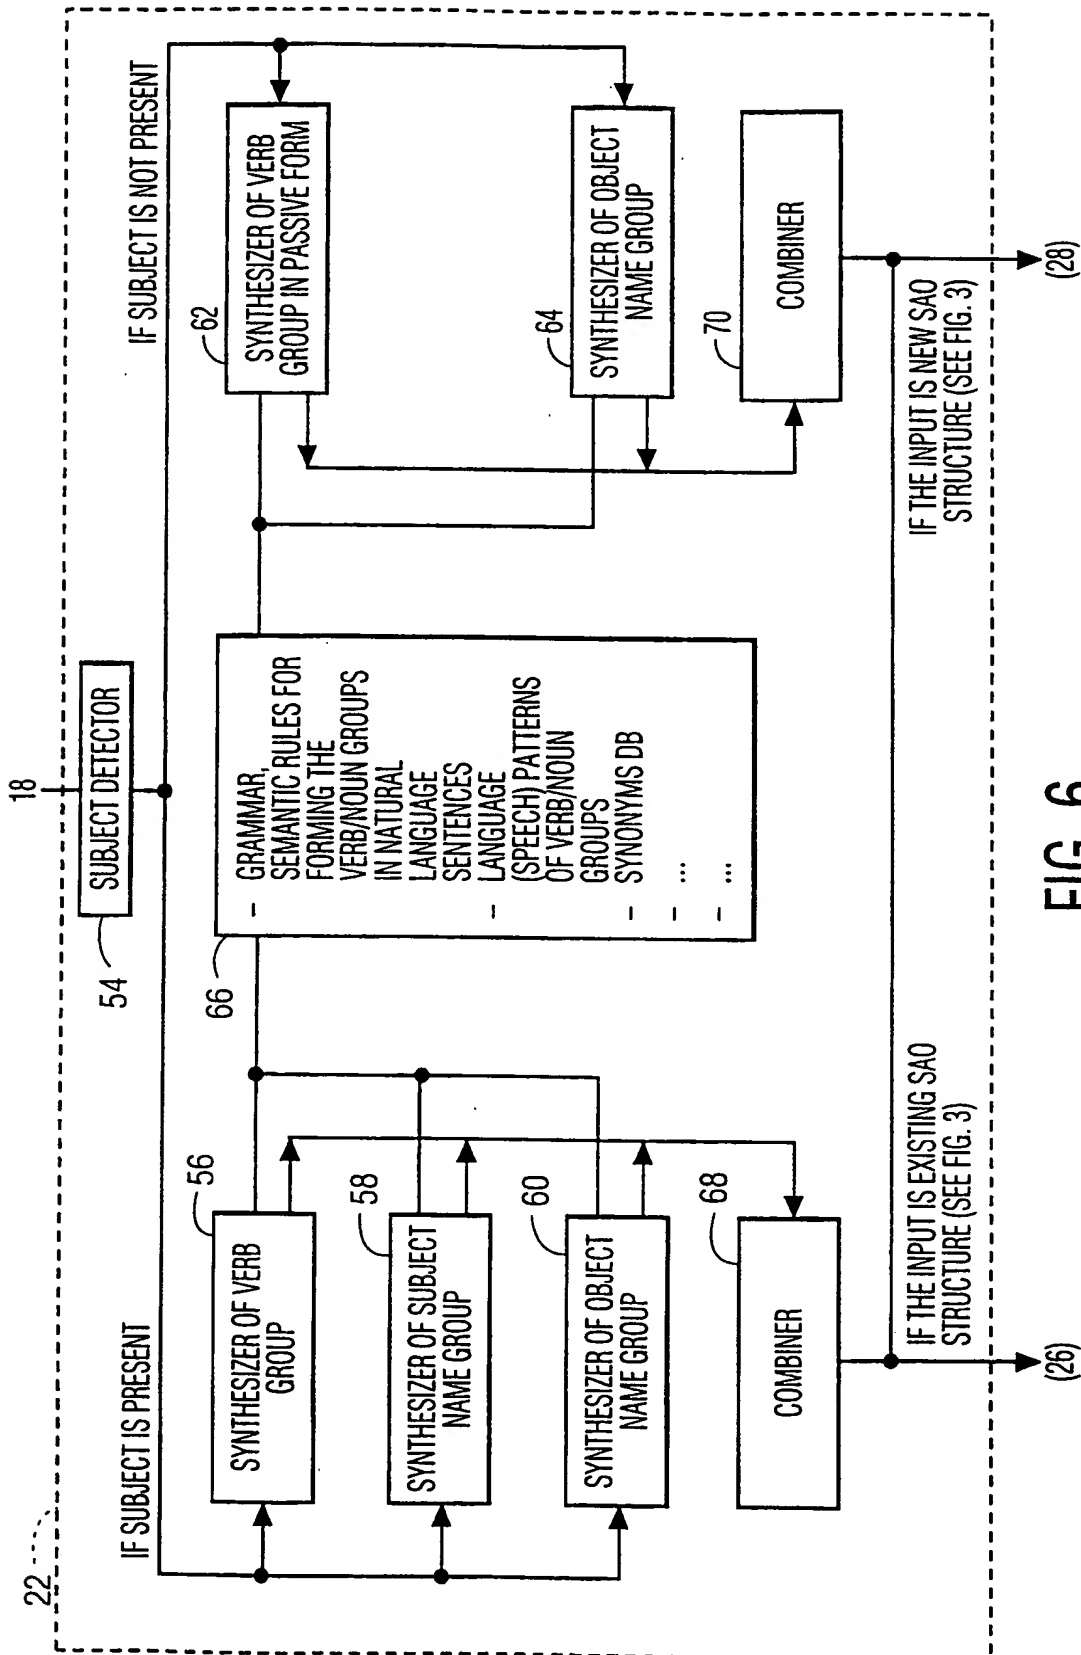 22
18
54
SUBJECT DETECTOR
IF SUBJECT IS PRESENT
IF SUBJECT IS NOT PRESENT
56
SYNTHESIZER OF VERB
GROUP
58
SYNTHESIZER OF SUBJECT
NAME GROUP
60
SYNTHESIZER OF OBJECT
NAME GROUP
68
COMBINER
66
– GRAMMAR,
SEMANTIC RULES FOR
FORMING THE
VERB/NOUN GROUPS
IN NATURAL
LANGUAGE
SENTENCES
– LANGUAGE
(SPEECH) PATTERNS
OF VERB/NOUN
GROUPS
– SYNONYMS DB
– ...
– ...
62
SYNTHESIZER OF VERB
GROUP IN PASSIVE FORM
64
SYNTHESIZER OF OBJECT
NAME GROUP
70
COMBINER
IF THE INPUT IS EXISTING SAO
STRUCTURE (SEE FIG. 3)
IF THE INPUT IS NEW SAO
STRUCTURE (SEE FIG. 3)
(26)
(28)
FIG. 6